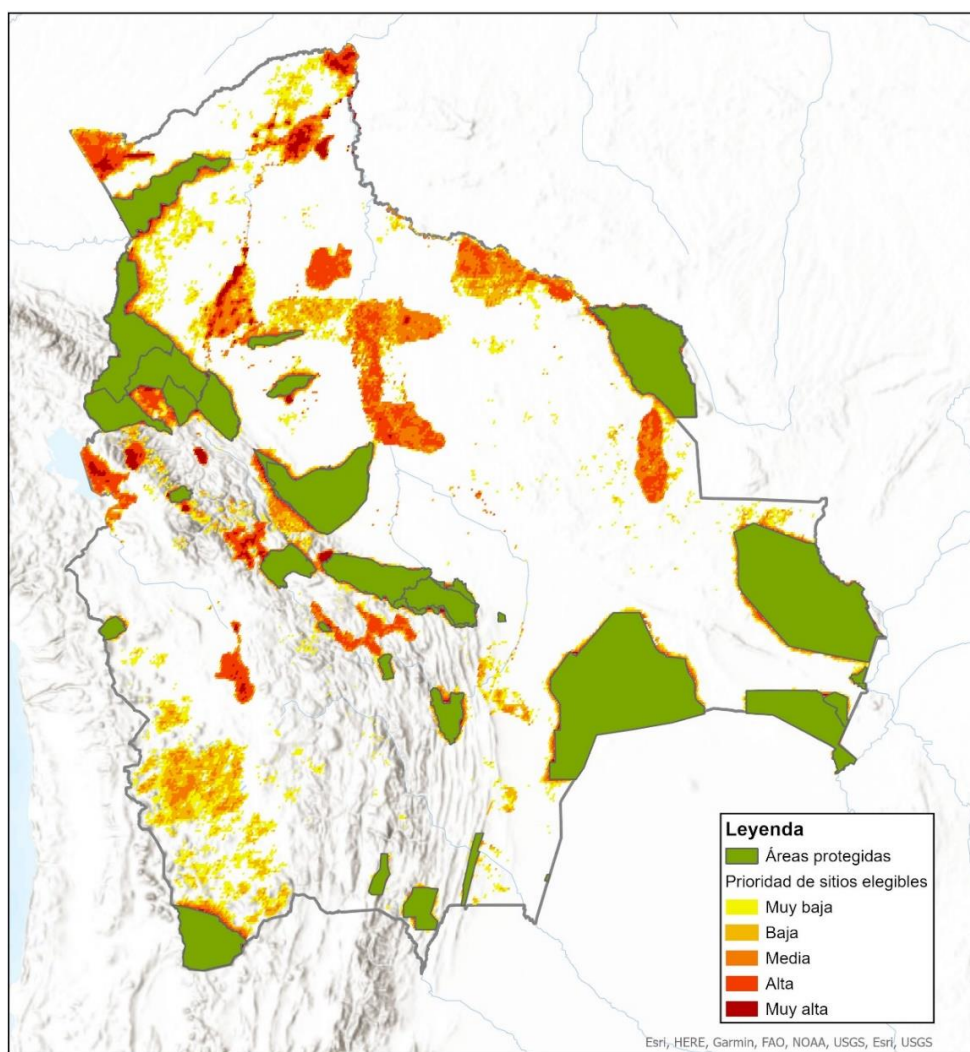 Leyenda
Áreas protegidas
Prioridad de sitios elegibles
Muy baja
Baja
Media
Alta
Muy alta
Esri, HERE, Garmin, FAO, NOAA, USGS, Esri, USGS